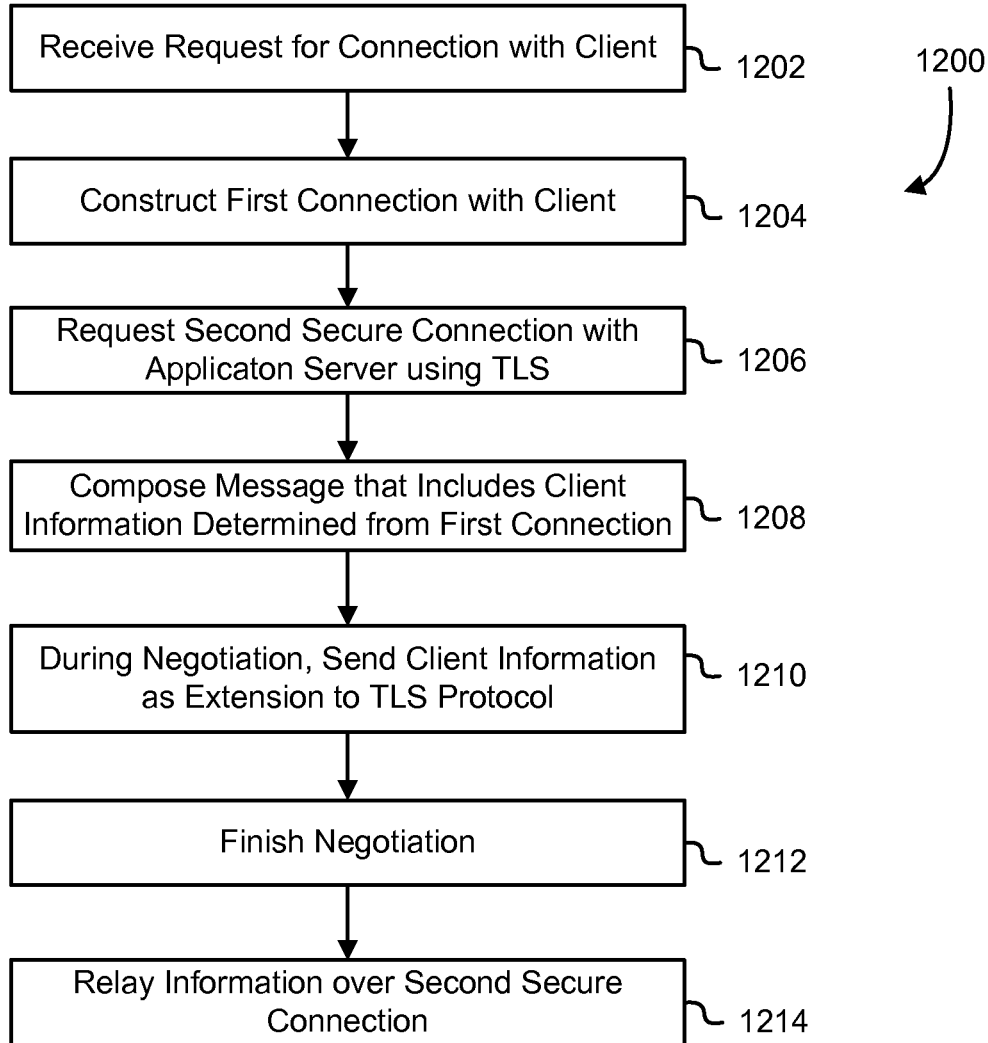 Receive Request for Connection with Client
1202
1200
Construct First Connection with Client
1204
Request Second Secure Connection with
Applicaton Server using TLS
1206
Compose Message that Includes Client
Information Determined from First Connection
1208
During Negotiation, Send Client Information
as Extension to TLS Protocol
1210
Finish Negotiation
1212
Relay Information over Second Secure
Connection
1214